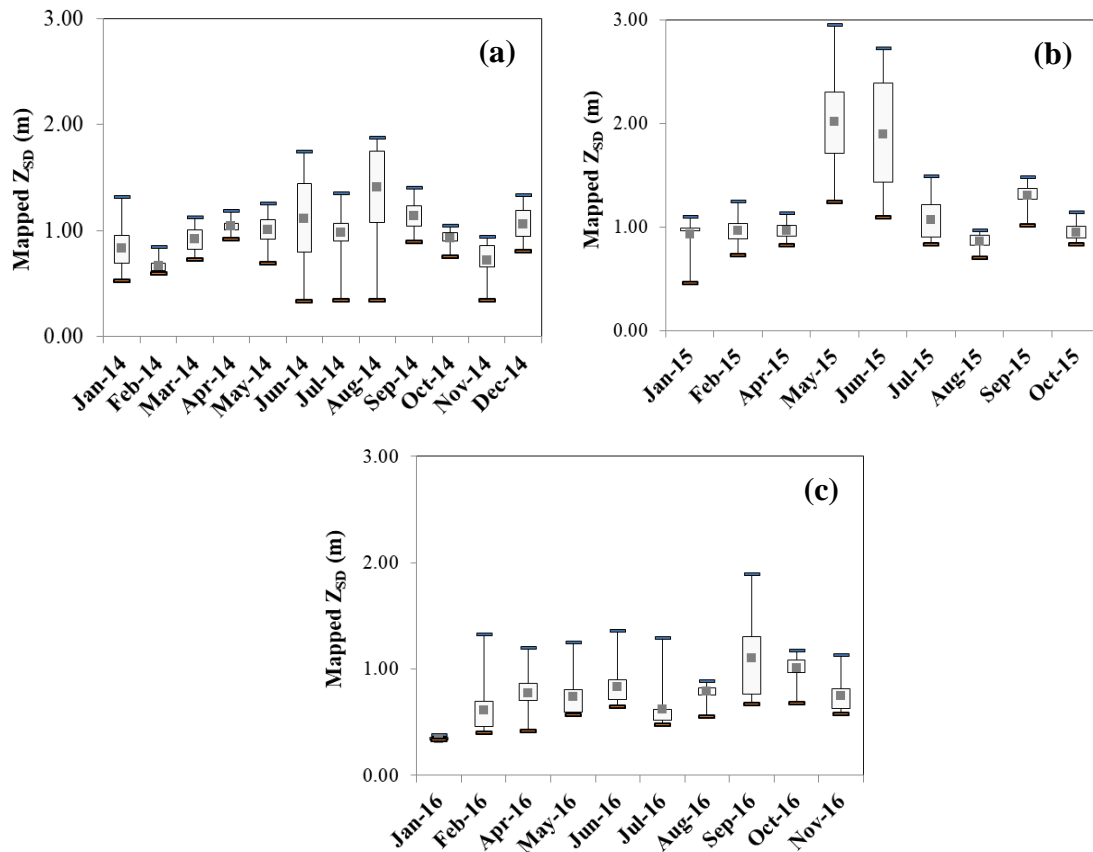 (a)
Mapped Z_SD (m)
3.00
2.00
1.00
0.00
Jan-14
Feb-14
Mar-14
Apr-14
May-14
Jun-14
Jul-14
Aug-14
Sep-14
Oct-14
Nov-14
Dec-14
(b)
Mapped Z_SD (m)
3.00
2.00
1.00
0.00
Jan-15
Feb-15
Apr-15
May-15
Jun-15
Jul-15
Aug-15
Sep-15
Oct-15
(c)
Mapped Z_SD (m)
3.00
2.00
1.00
0.00
Jan-16
Feb-16
Apr-16
May-16
Jun-16
Jul-16
Aug-16
Sep-16
Oct-16
Nov-16